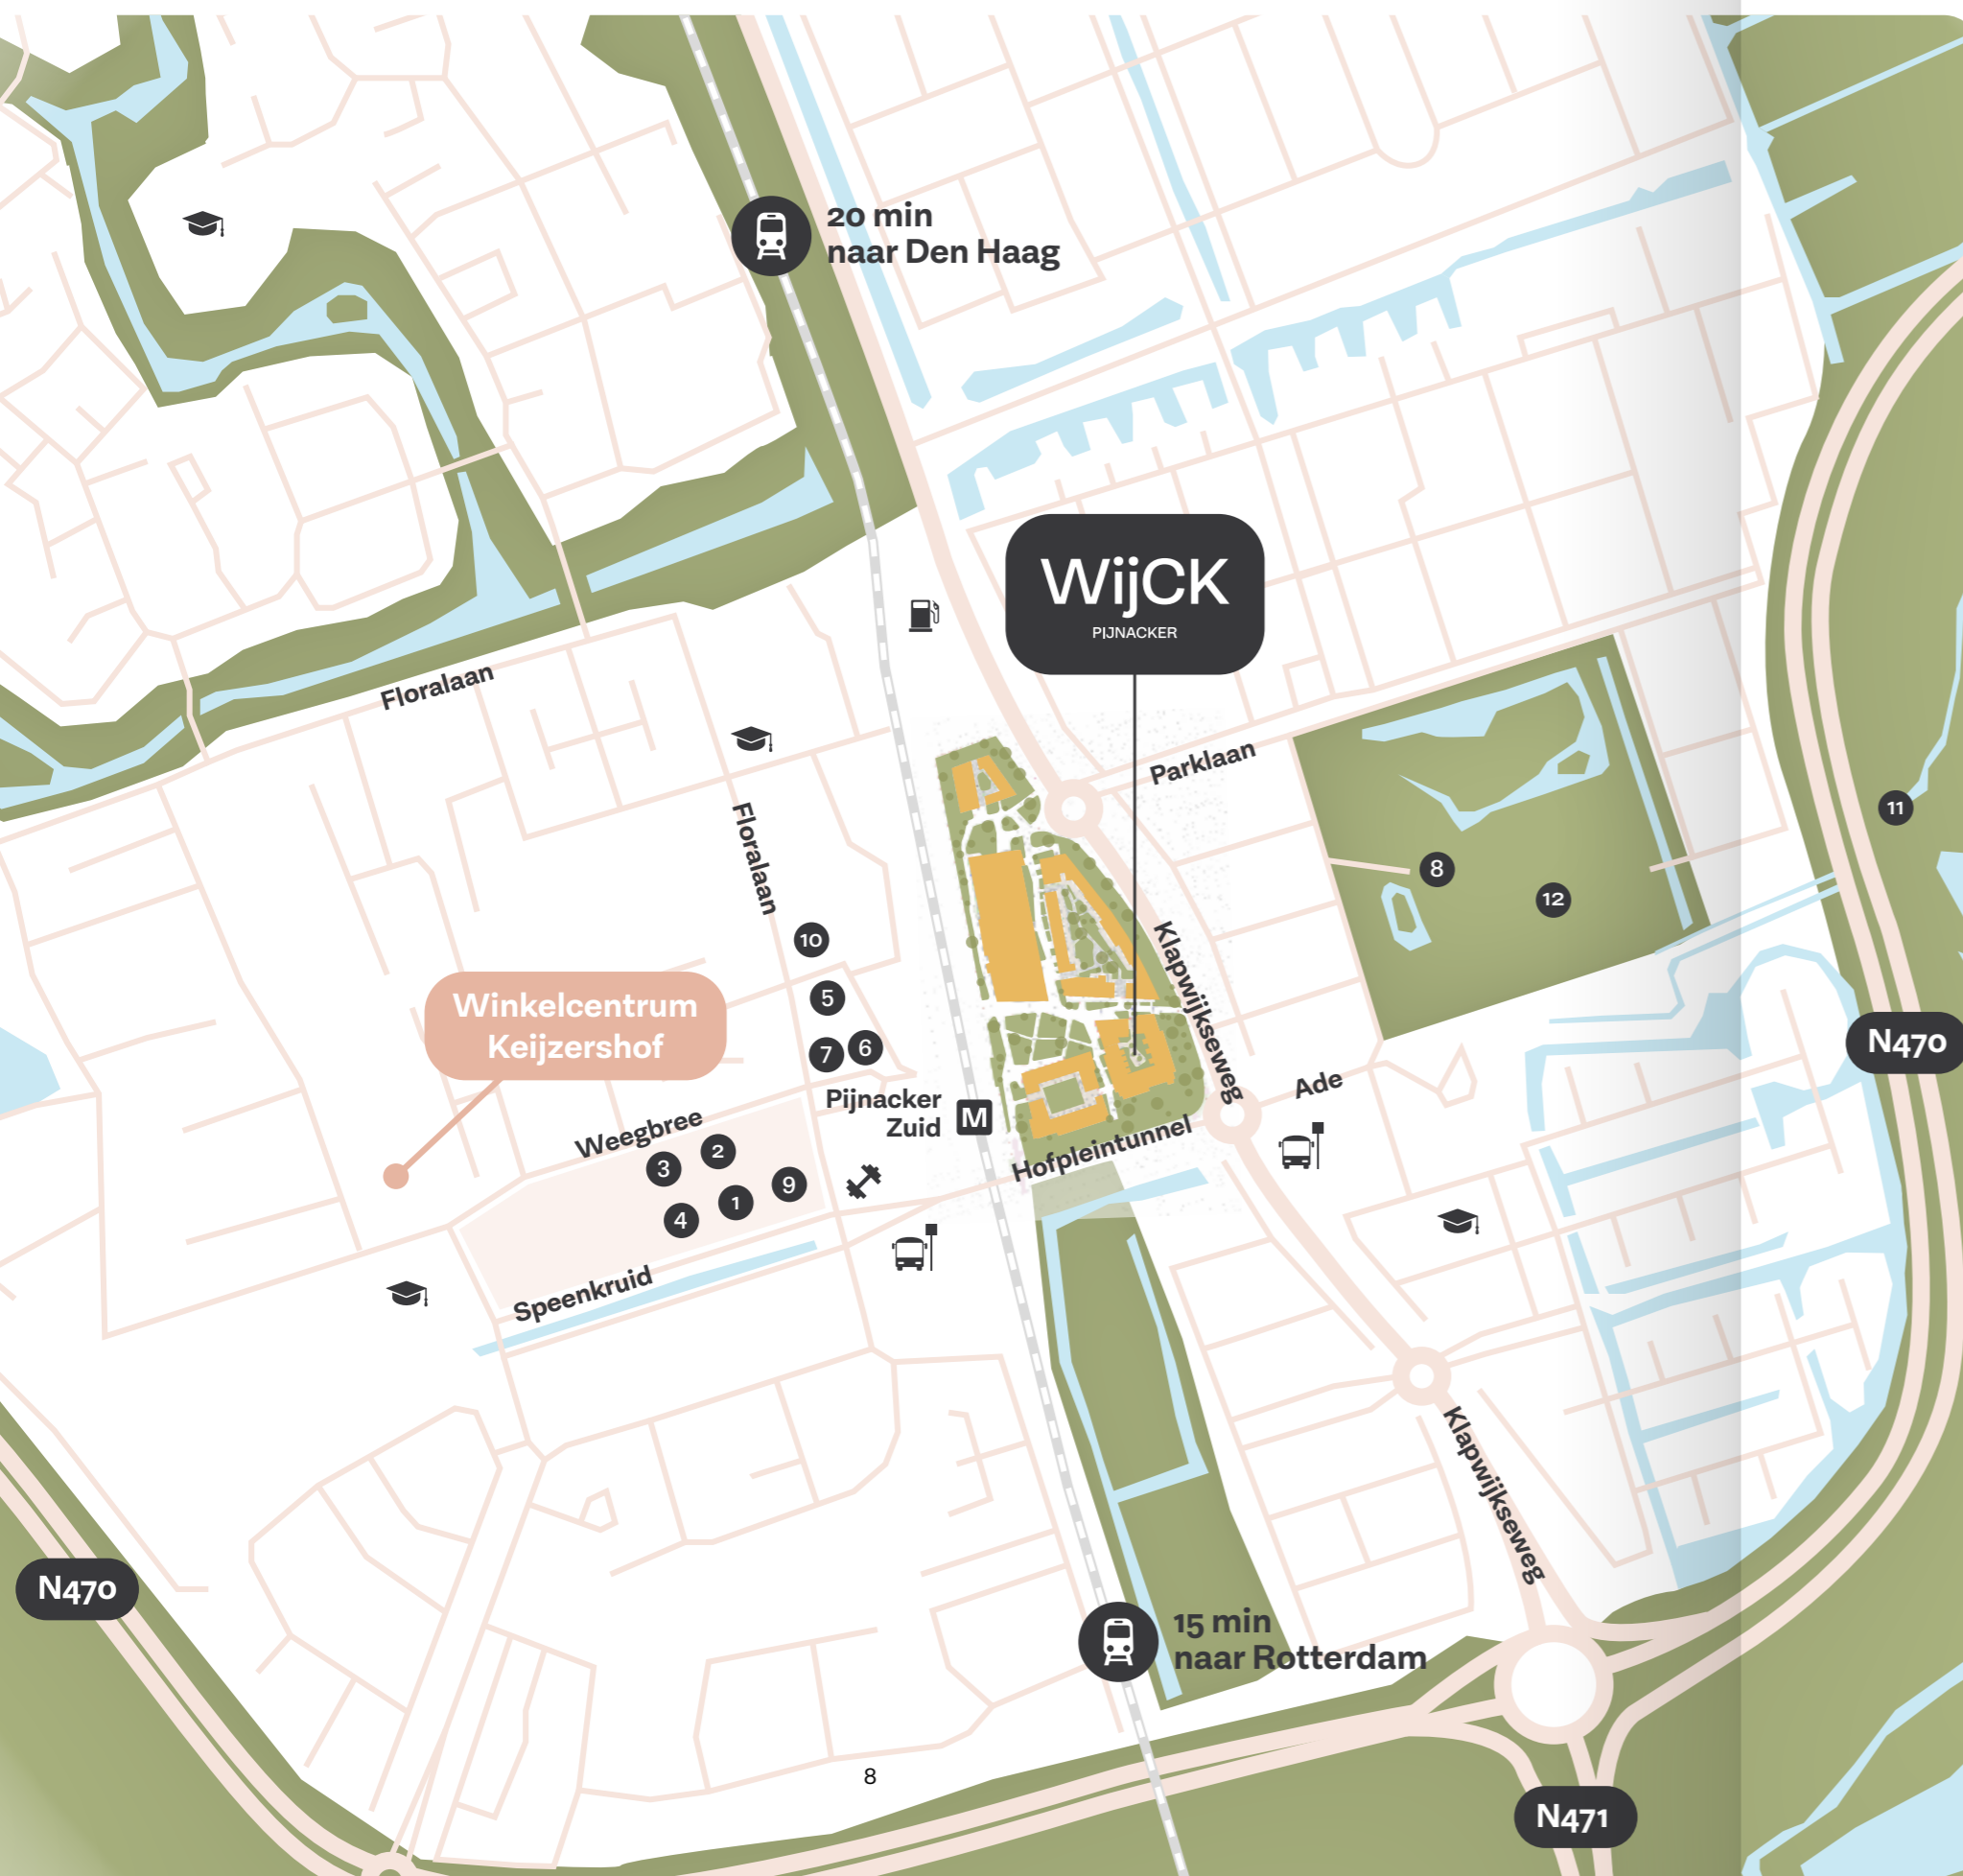 20 min
naar Den Haag
WijCK
PIJNACKER
Floralaan
Parklaan
Floralaan
11
8
12
10
Klapwijkseweg
5
Winkelcentrum
Keijzershof
7
6
N470
Ade
Pijnacker
Zuid
M
Weegbree
Hofpleintunnel
2
3
9
1
4
Speenkruid
Klapwijkseweg
N470
15 min
naar Rotterdam
8
N471